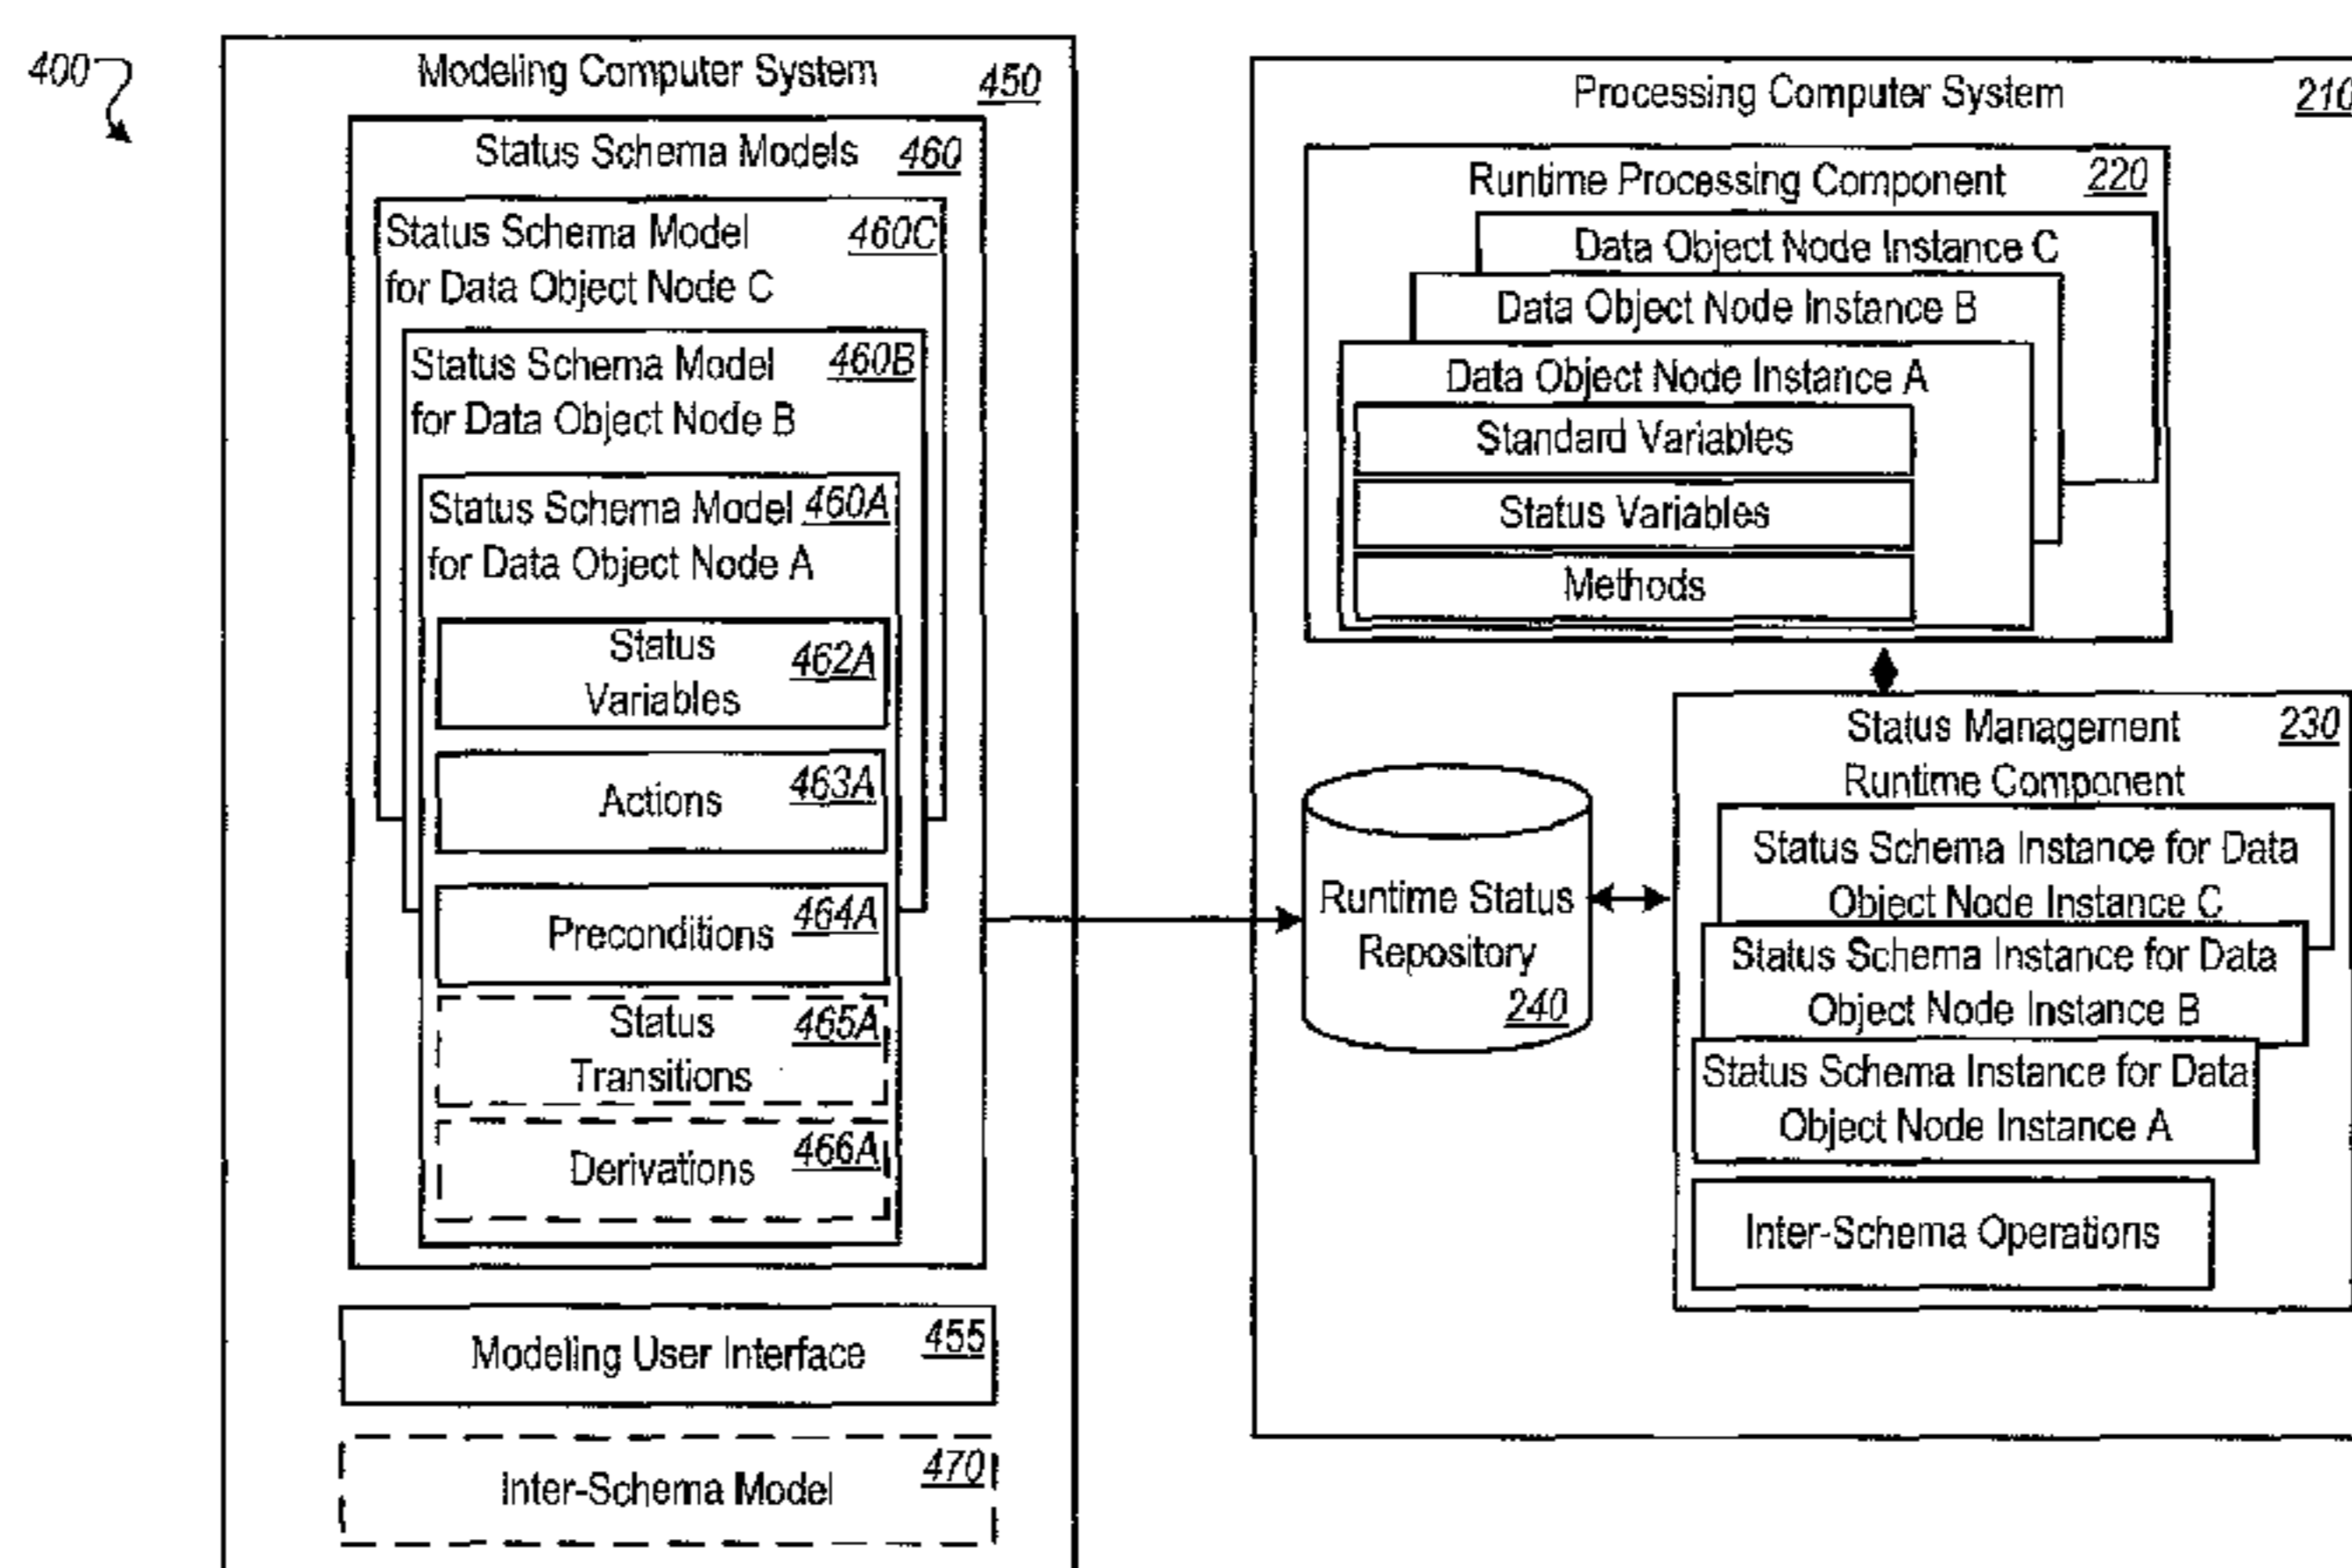 400
Modeling Computer System 450
Status Schema Models 460
Status Schema Model 460C
for Data Object Node C
Status Schema Model 460B
for Data Object Node B
Status Schema Model 460A
for Data Object Node A
Status 462A
Variables
Actions 463A
Preconditions 464A
Status 465A
Transitions
Derivations 466A
Modeling User Interface 455
Inter-Schema Model 470
Processing Computer System 210
Runtime Processing Component 220
Data Object Node Instance C
Data Object Node Instance B
Data Object Node Instance A
Standard Variables
Status Variables
Methods
Runtime Status
Repository
240
Status Management 230
Runtime Component
Status Schema Instance for Data
Object Node Instance C
Status Schema Instance for Data
Object Node Instance B
Status Schema Instance for Data
Object Node Instance A
Inter-Schema Operations